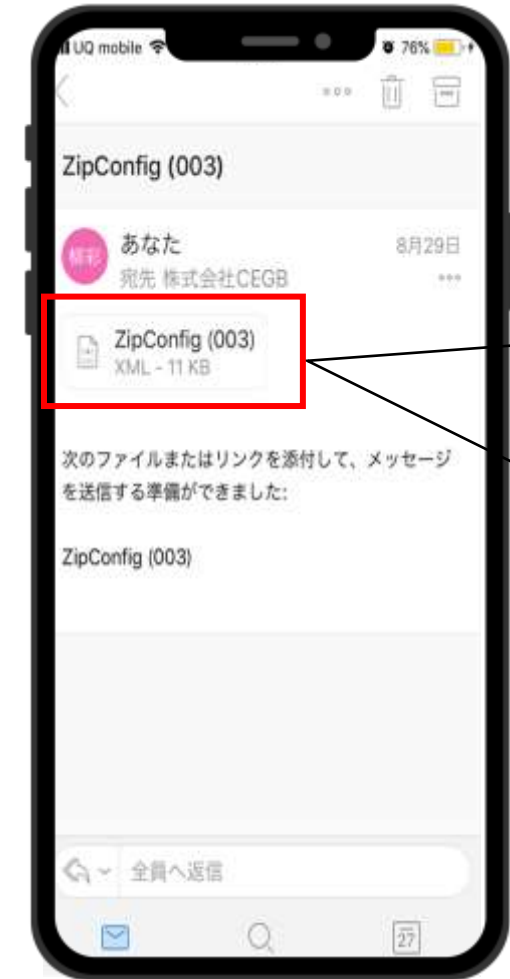 UQ mobile 76%
ZipConfig (003)
あなた 8月29日
宛先 株式会社CEGB
ZipConfig (003)
XML - 11 KB
次のファイルまたはリンクを添付して、メッセージ
を送信する準備ができました:
ZipConfig (003)
全員へ返信
27